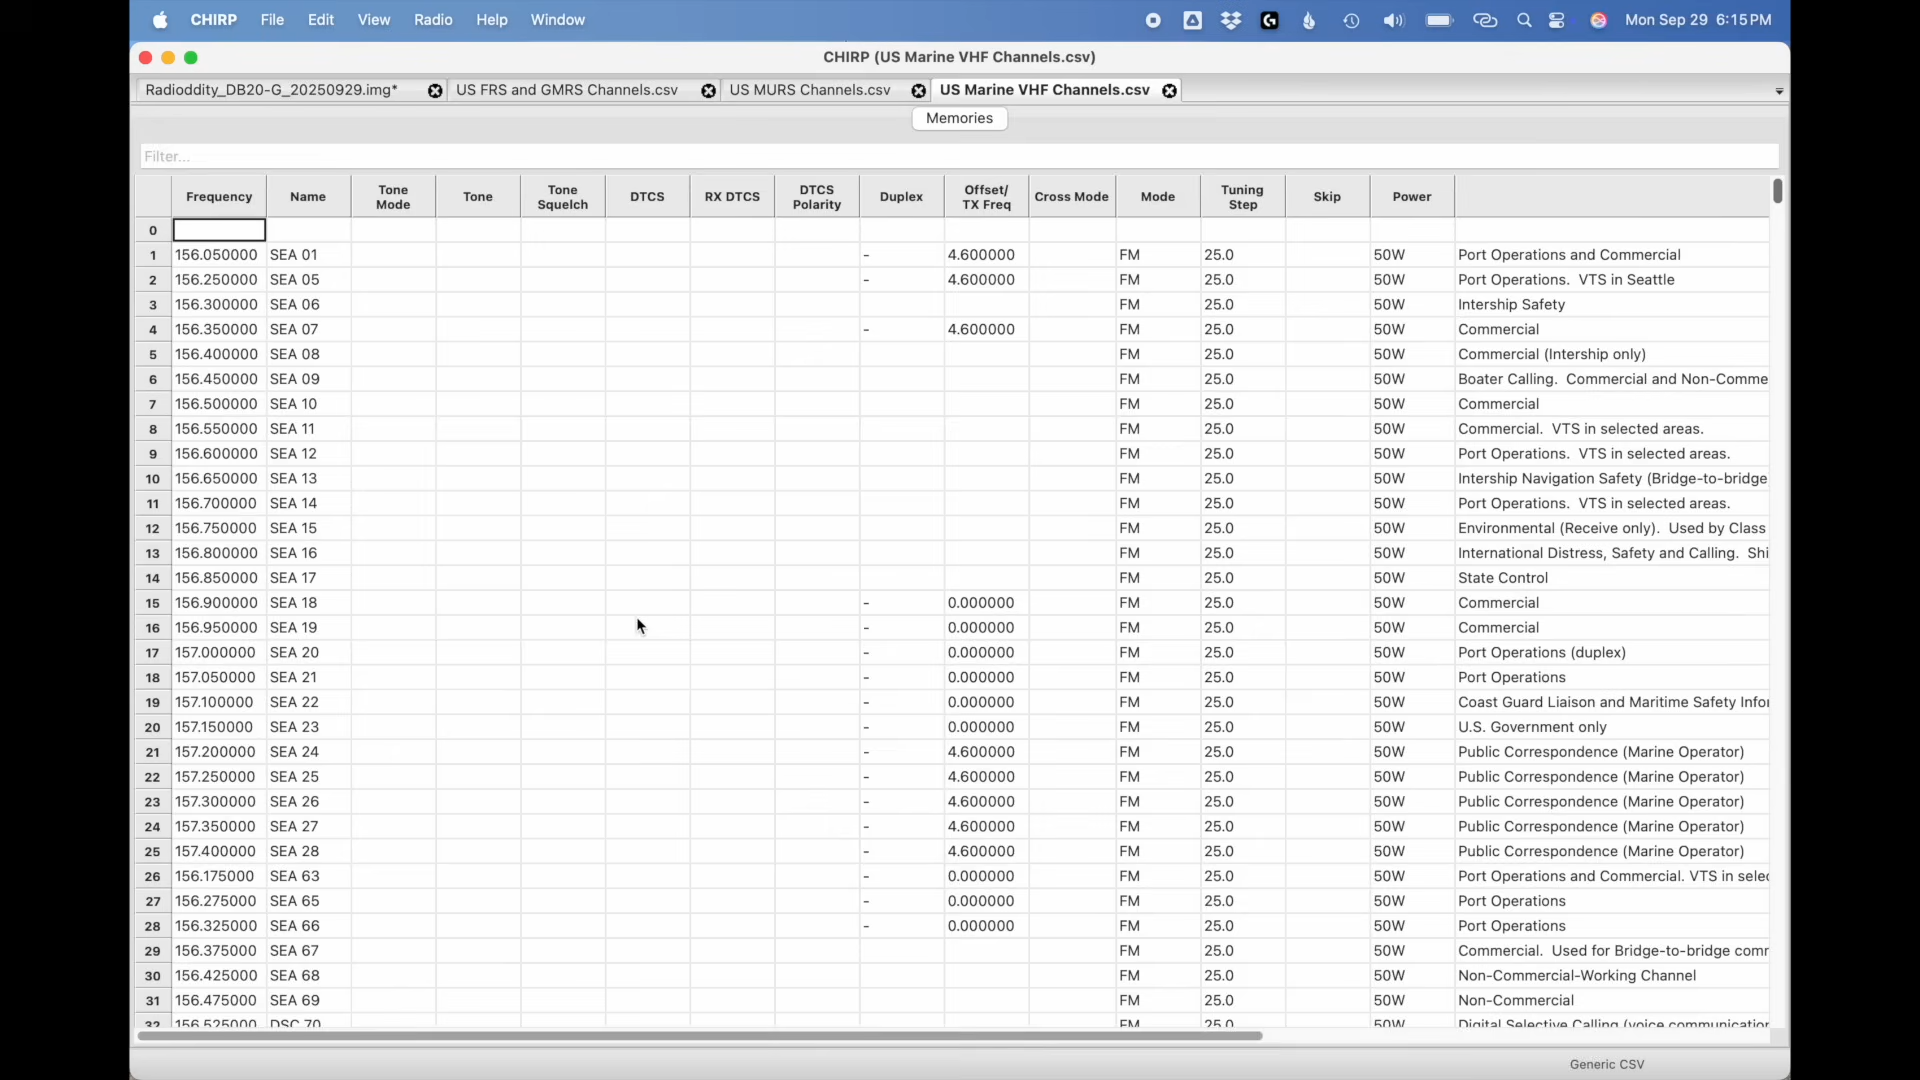 CHIRP File Edit View Radio Help Window Mon Sep 29 6:15 PM
CHIRP (US Marine VHF Channels.csv)
Radioddity_DB20-G_20250929.img* US FRS and GMRS Channels.csv US MURS Channels.csv US Marine VHF Channels.csv
Memories
Filter...
Frequency Name Tone Mode Tone Tone Squelch DTCS RX DTCS DTCS Polarity Duplex Offset/ TX Freq Cross Mode Mode Tuning Step Skip Power
0
1 156.050000 SEA 01 - 4.600000 FM 25.0 50W Port Operations and Commercial
2 156.250000 SEA 05 - 4.600000 FM 25.0 50W Port Operations. VTS in Seattle
3 156.300000 SEA 06 FM 25.0 50W Intership Safety
4 156.350000 SEA 07 - 4.600000 FM 25.0 50W Commercial
5 156.400000 SEA 08 FM 25.0 50W Commercial (Intership only)
6 156.450000 SEA 09 FM 25.0 50W Boater Calling. Commercial and Non-Comme
7 156.500000 SEA 10 FM 25.0 50W Commercial
8 156.550000 SEA 11 FM 25.0 50W Commercial. VTS in selected areas.
9 156.600000 SEA 12 FM 25.0 50W Port Operations. VTS in selected areas.
10 156.650000 SEA 13 FM 25.0 50W Intership Navigation Safety (Bridge-to-bridge
11 156.700000 SEA 14 FM 25.0 50W Port Operations. VTS in selected areas.
12 156.750000 SEA 15 FM 25.0 50W Environmental (Receive only). Used by Class
13 156.800000 SEA 16 FM 25.0 50W International Distress, Safety and Calling. Shi
14 156.850000 SEA 17 FM 25.0 50W State Control
15 156.900000 SEA 18 - 0.000000 FM 25.0 50W Commercial
16 156.950000 SEA 19 - 0.000000 FM 25.0 50W Commercial
17 157.000000 SEA 20 - 0.000000 FM 25.0 50W Port Operations (duplex)
18 157.050000 SEA 21 - 0.000000 FM 25.0 50W Port Operations
19 157.100000 SEA 22 - 0.000000 FM 25.0 50W Coast Guard Liaison and Maritime Safety Infor
20 157.150000 SEA 23 - 0.000000 FM 25.0 50W U.S. Government only
21 157.200000 SEA 24 - 4.600000 FM 25.0 50W Public Correspondence (Marine Operator)
22 157.250000 SEA 25 - 4.600000 FM 25.0 50W Public Correspondence (Marine Operator)
23 157.300000 SEA 26 - 4.600000 FM 25.0 50W Public Correspondence (Marine Operator)
24 157.350000 SEA 27 - 4.600000 FM 25.0 50W Public Correspondence (Marine Operator)
25 157.400000 SEA 28 - 4.600000 FM 25.0 50W Public Correspondence (Marine Operator)
26 156.175000 SEA 63 - 0.000000 FM 25.0 50W Port Operations and Commercial. VTS in selec
27 156.275000 SEA 65 - 0.000000 FM 25.0 50W Port Operations
28 156.325000 SEA 66 - 0.000000 FM 25.0 50W Port Operations
29 156.375000 SEA 67 FM 25.0 50W Commercial. Used for Bridge-to-bridge comm
30 156.425000 SEA 68 FM 25.0 50W Non-Commercial-Working Channel
31 156.475000 SEA 69 FM 25.0 50W Non-Commercial
32 156.525000 DSC 70 FM 25.0 50W Digital Selective Calling (voice communication
Generic CSV